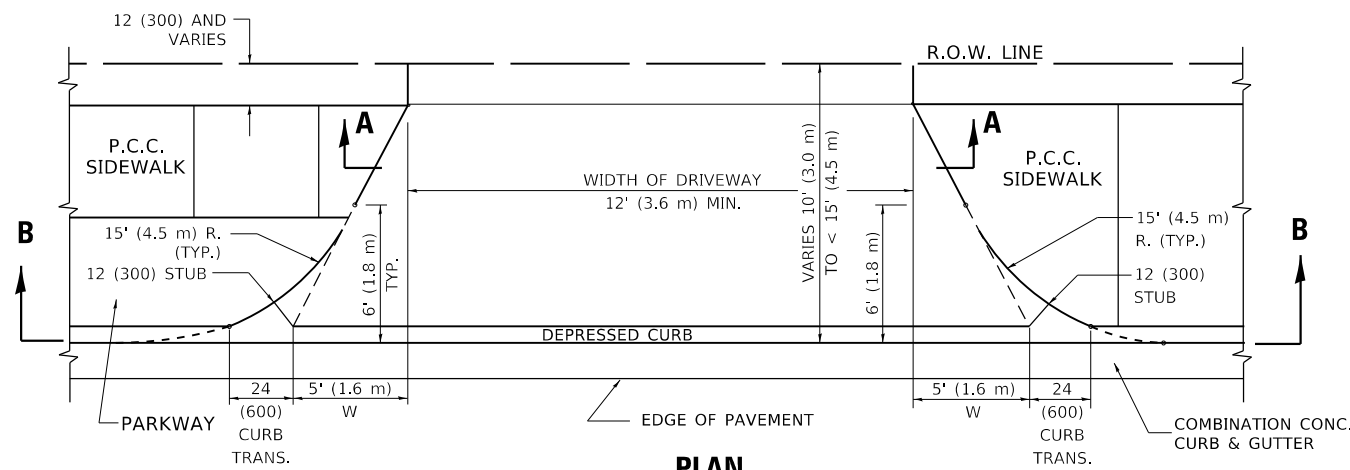 12 (300) AND
VARIES
R.O.W. LINE
A
A
P.C.C.
SIDEWALK
P.C.C.
SIDEWALK
WIDTH OF DRIVEWAY
12' (3.6 m) MIN.
VARIES 10' (3.0 m)
TO < 15' (4.5 m)
B
B
15' (4.5 m) R.
(TYP.)
12 (300) STUB
6' (1.8 m)
TYP.
6' (1.8 m)
15' (4.5 m)
R. (TYP.)
12 (300)
STUB
DEPRESSED CURB
PARKWAY
24
(600)
CURB
TRANS.
5' (1.6 m)
W
EDGE OF PAVEMENT
5' (1.6 m)
W
24
(600)
CURB
TRANS.
COMBINATION CONC.
CURB & GUTTER
PLAN